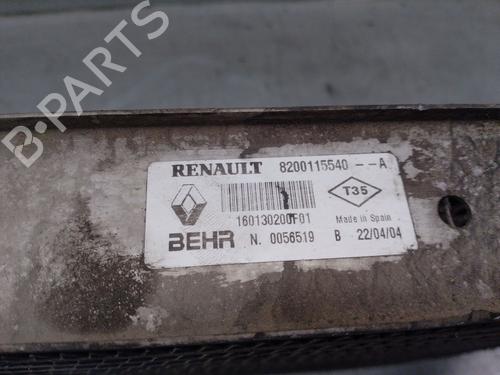 B-PARTS
RENAULT 8200115540 --A
T35
160130200F01 Made in Spain
BEHR N. 0056519 B 22/04/04